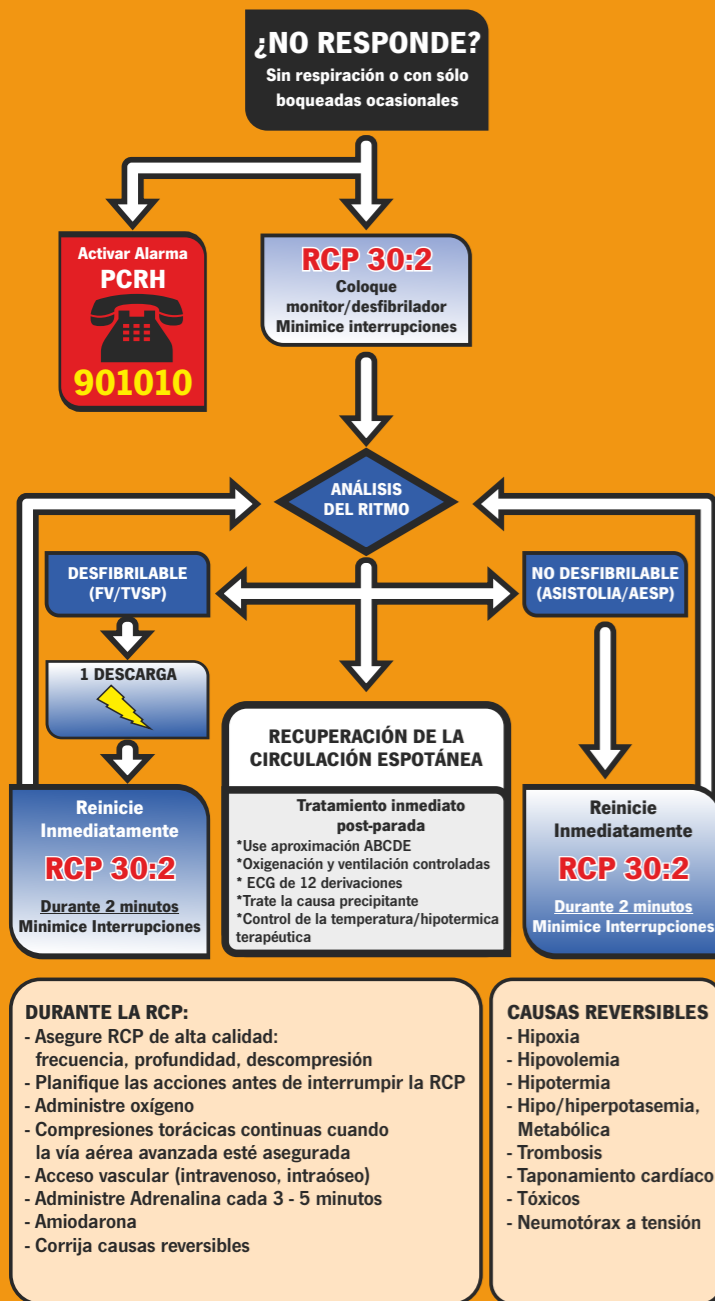 ¿NO RESPONDE?
Sin respiración o con sólo
boqueadas ocasionales
Activar Alarma
PCRH
901010
RCP 30:2
Coloque
monitor/desfibrilador
Minimice interrupciones
ANÁLISIS
DEL RITMO
DESFIBRILABLE
(FV/TVSP)
NO DESFIBRILABLE
(ASISTOLIA/AESP)
1 DESCARGA
Reinicie
Inmediatamente
RCP 30:2
Durante 2 minutos
Minimice Interrupciones
RECUPERACIÓN DE LA
CIRCULACIÓN ESPOTÁNEA
Tratamiento inmediato
post-parada
*Use aproximación ABCDE
*Oxigenación y ventilación controladas
* ECG de 12 derivaciones
*Trate la causa precipitante
*Control de la temperatura/hipotermica
terapéutica
Reinicie
Inmediatamente
RCP 30:2
Durante 2 minutos
Minimice Interrupciones
DURANTE LA RCP:
- Asegure RCP de alta calidad:
frecuencia, profundidad, descompresión
- Planifique las acciones antes de interrumpir la RCP
- Administre oxígeno
- Compresiones torácicas continuas cuando
la vía aérea avanzada esté asegurada
- Acceso vascular (intravenoso, intraóseo)
- Administre Adrenalina cada 3 - 5 minutos
- Amiodarona
- Corrija causas reversibles
CAUSAS REVERSIBLES
- Hipoxia
- Hipovolemia
- Hipotermia
- Hipo/hiperpotasemia,
Metabólica
- Trombosis
- Taponamiento cardíaco
- Tóxicos
- Neumotórax a tensión